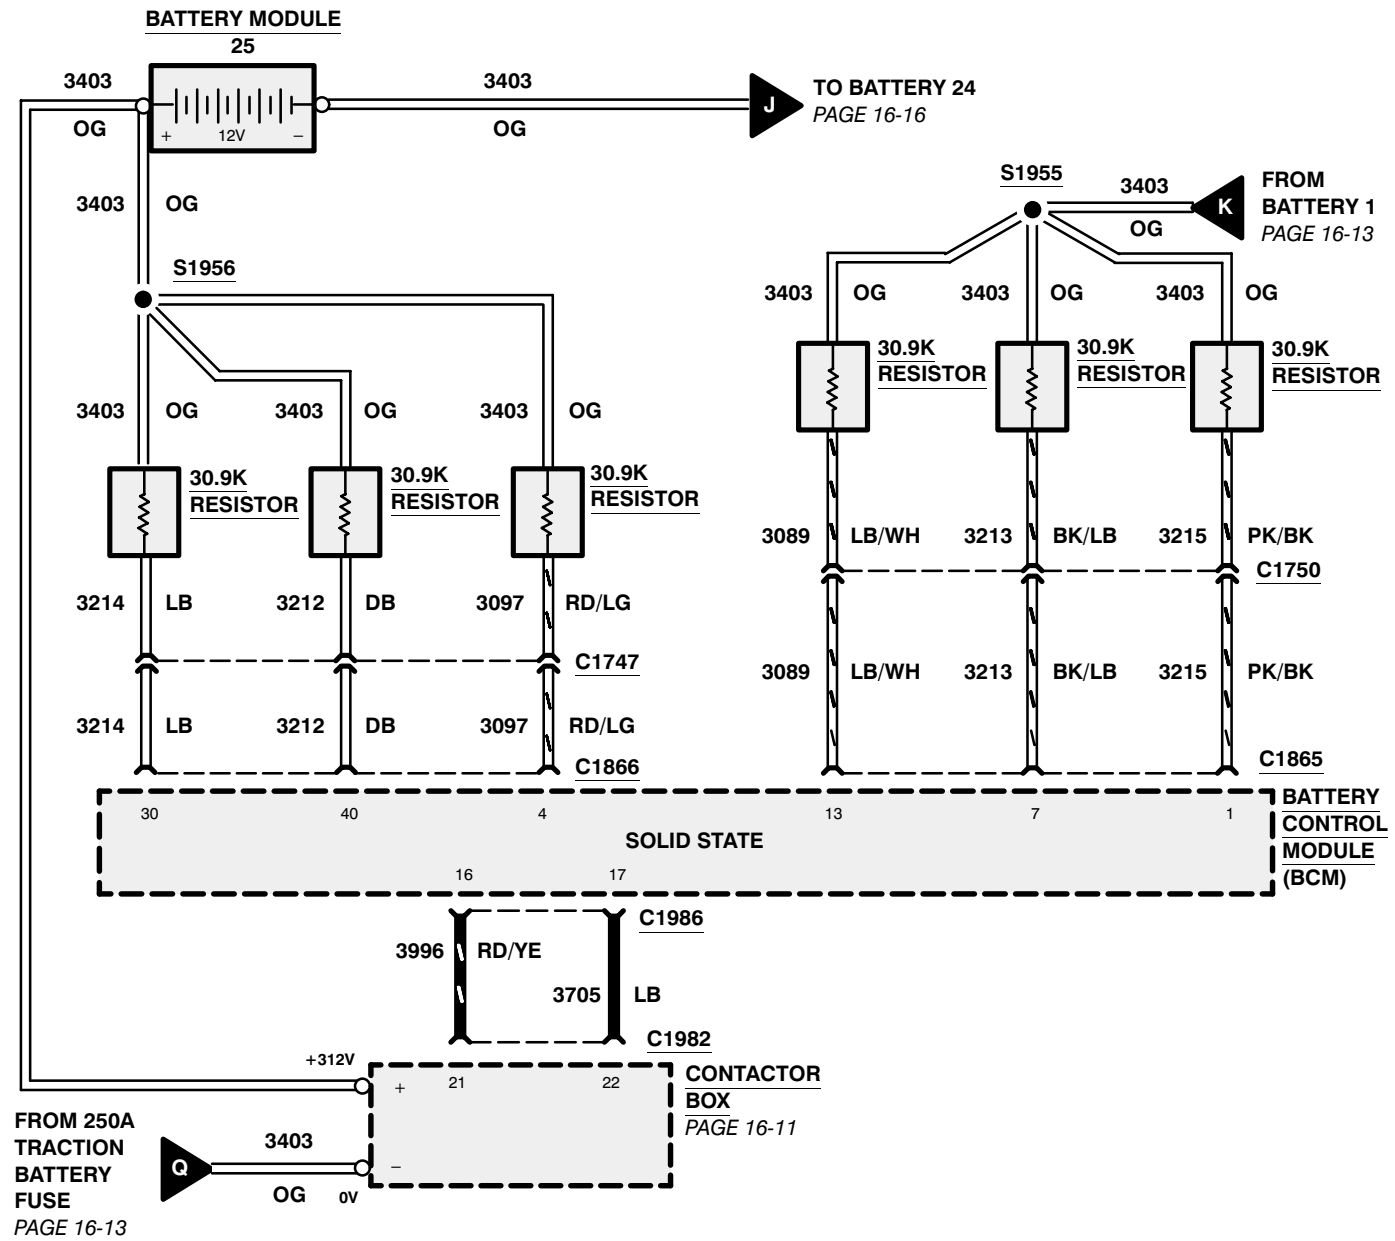 BATTERY MODULE
25
3403
OG
+ 12V −
3403
OG
J
TO BATTERY 24
PAGE 16-16
3403 OG
S1956
S1955
3403
OG
K
FROM
BATTERY 1
PAGE 16-13
3403 OG
3403 OG
3403 OG
30.9K
RESISTOR
30.9K
RESISTOR
30.9K
RESISTOR
3403 OG
3403 OG
3403 OG
30.9K
RESISTOR
30.9K
RESISTOR
30.9K
RESISTOR
3089 LB/WH
3213 BK/LB
3215 PK/BK
C1750
3214 LB
3212 DB
3097 RD/LG
C1747
3089 LB/WH
3213 BK/LB
3215 PK/BK
3214 LB
3212 DB
3097 RD/LG
C1866
C1865
30 40 4 13 7 1
SOLID STATE
16 17
BATTERY
CONTROL
MODULE
(BCM)
C1986
3996 RD/YE
3705 LB
C1982
+312V
+ 21 22
CONTACTOR
BOX
PAGE 16-11
FROM 250A
TRACTION
BATTERY
FUSE
PAGE 16-13
Q
3403
OG
0V
−